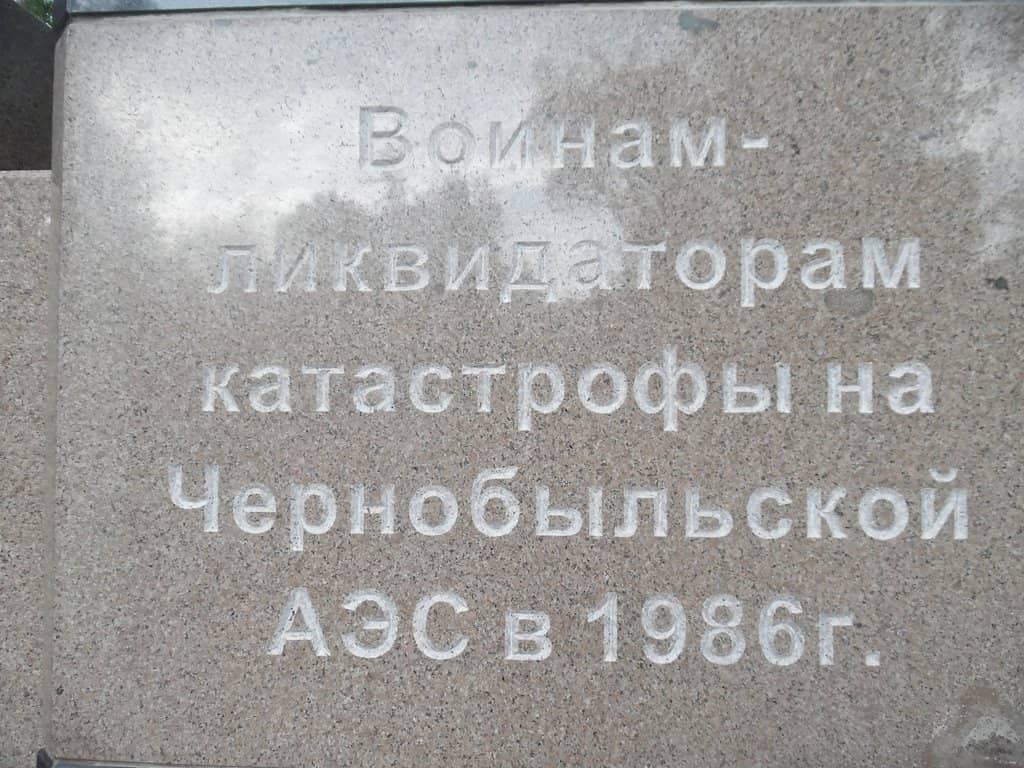 Воинам-
ликвидаторам
катастрофы на
Чернобыльской
АЭС в 1986г.